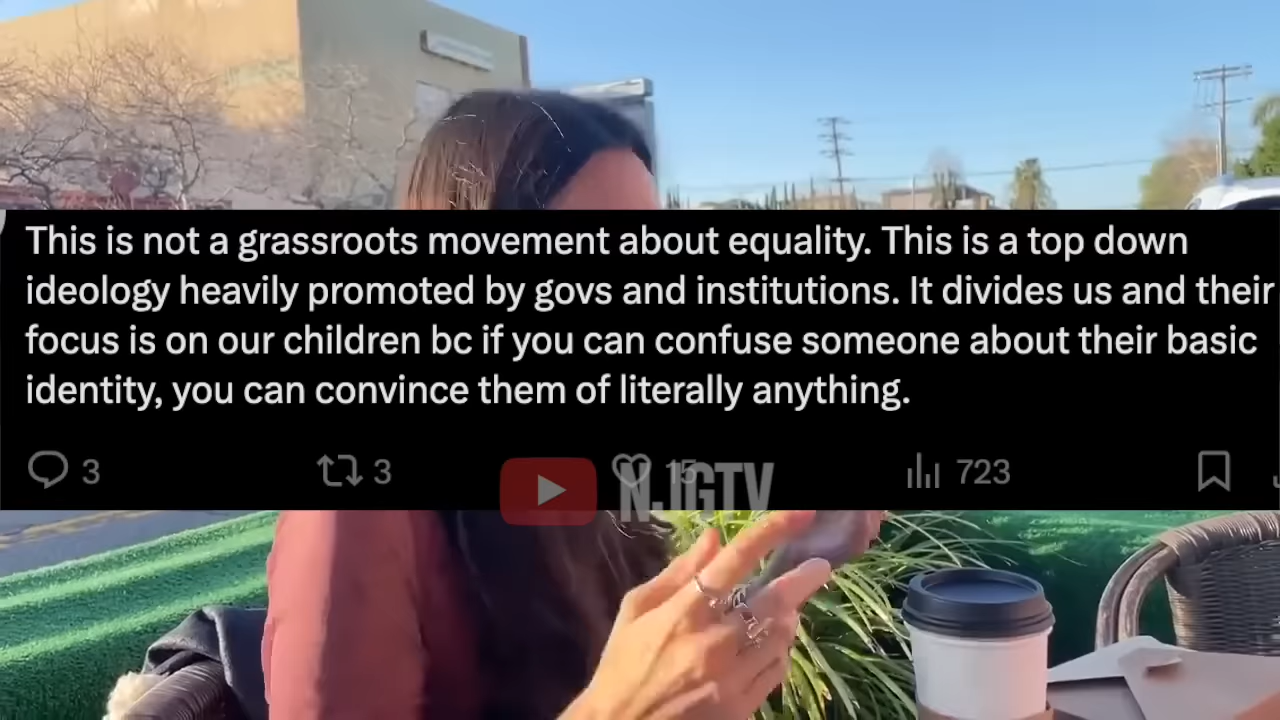 This is not a grassroots movement about equality. This is a top down
ideology heavily promoted by govs and institutions. It divides us and their
focus is on our children bc if you can confuse someone about their basic
identity, you can convince them of literally anything.
3 3 15 723
NJGTV